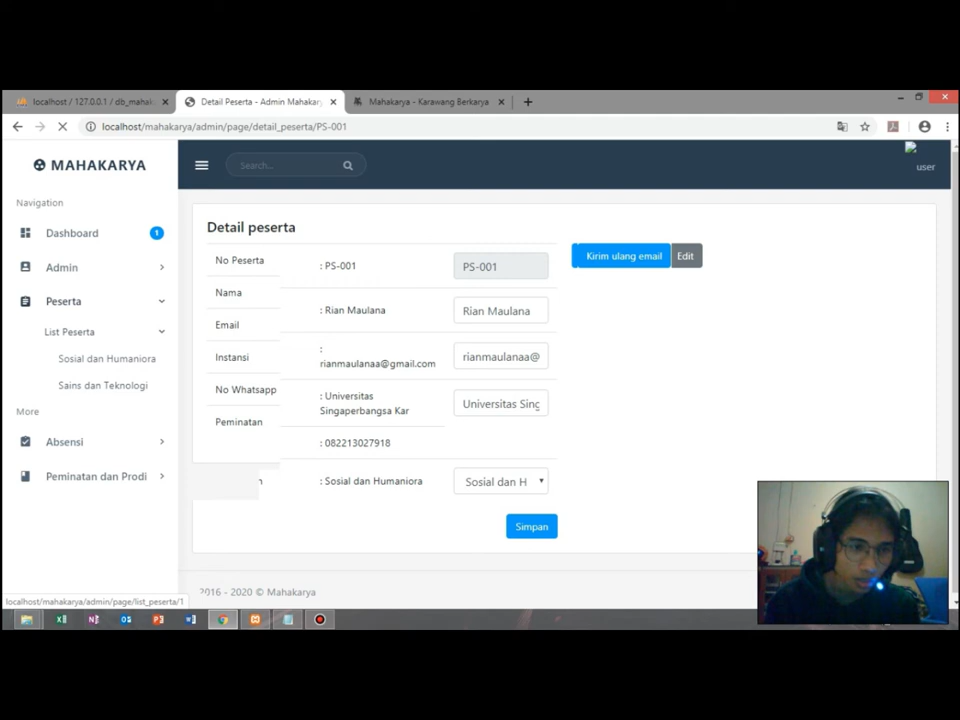 localhost / 127.0.0.1 / db_mahak
Detail Peserta - Admin Mahakary
Mahakarya - Karawang Berkarya
localhost/mahakarya/admin/page/detail_peserta/PS-001
MAHAKARYA
Search...
user
Navigation
Dashboard
1
Admin
Peserta
List Peserta
Sosial dan Humaniora
Sains dan Teknologi
More
Absensi
Peminatan dan Prodi
Detail peserta
No Peserta
: PS-001
PS-001
Kirim ulang email
Edit
Nama
: Rian Maulana
Rian Maulana
Email
:
rianmaulanaa@gmail.com
rianmaulanaa@
Instansi
: Universitas
Singaperbangsa Kar
Universitas Sing
No Whatsapp
: 082213027918
Peminatan
n
: Sosial dan Humaniora
Sosial dan H
Simpan
2016 - 2020 © Mahakarya
localhost/mahakarya/admin/page/list_peserta/1